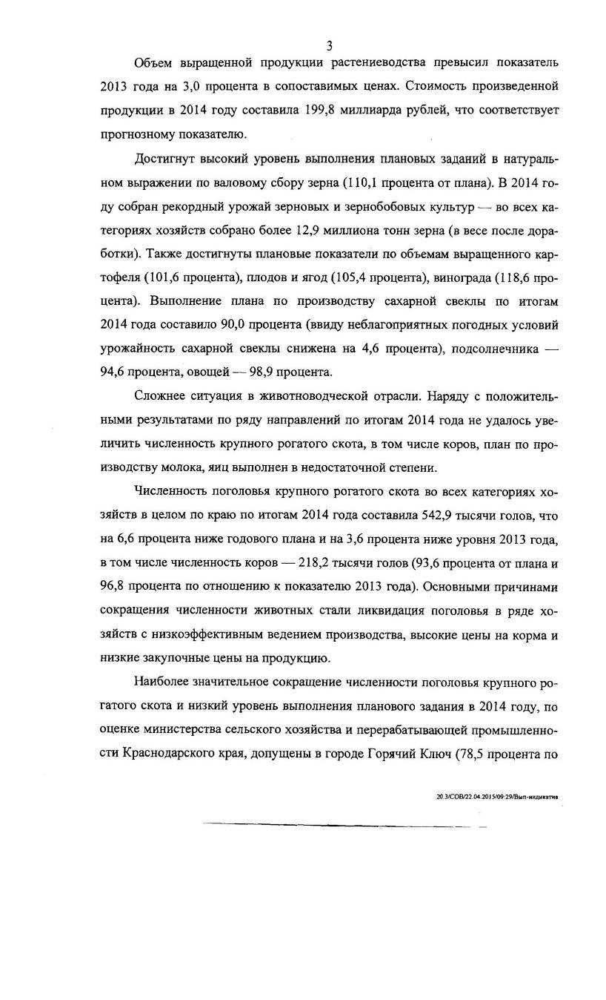 3
Объем выращенной продукции растениеводства превысил показатель
2013 года на 3,0 процента в сопоставимых ценах. Стоимость произведенной
продукции в 2014 году составила 199,8 миллиарда рублей, что соответствует
прогнозному показателю.
Достигнут высокий уровень выполнения плановых заданий в натураль-
ном выражении по валовому сбору зерна (110,1 процента от плана). В 2014 го-
ду собран рекордный урожай зерновых и зернобобовых культур — во всех ка-
тегориях хозяйств собрано более 12,9 миллиона тонн зерна (в весе после дора-
ботки). Также достигнуты плановые показатели по объемам выращенного кар-
тофеля (101,6 процента), плодов и ягод (105,4 процента), винограда (118,6 про-
цента). Выполнение плана по производству сахарной свеклы по итогам
2014 года составило 90,0 процента (ввиду неблагоприятных погодных условий
урожайность сахарной свеклы снижена на 4,6 процента), подсолнечника —
94,6 процента, овощей — 98,9 процента.
Сложнее ситуация в животноводческой отрасли. Наряду с положитель-
ными результатами по ряду направлений по итогам 2014 года не удалось уве-
личить численность крупного рогатого скота, в том числе коров, план по про-
изводству молока, яиц выполнен в недостаточной степени.
Численность поголовья крупного рогатого скота во всех категориях хо-
зяйств в целом по краю по итогам 2014 года составила 542,9 тысячи голов, что
на 6,6 процента ниже годового плана и на 3,6 процента ниже уровня 2013 года,
в том числе численность коров — 218,2 тысячи голов (93,6 процента от плана и
96,8 процента по отношению к показателю 2013 года). Основными причинами
сокращения численности животных стали ликвидация поголовья в ряде хо-
зяйств с низкоэффективным ведением производства, высокие цены на корма и
низкие закупочные цены на продукцию.
Наиболее значительное сокращение численности поголовья крупного ро-
гатого скота и низкий уровень выполнения планового задания в 2014 году, по
оценке министерства сельского хозяйства и перерабатывающей промышленно-
сти Краснодарского края, допущены в городе Горячий Ключ (78,5 процента по
20.3/СОВ/22.04.2015/09:29/Вып-индикатив